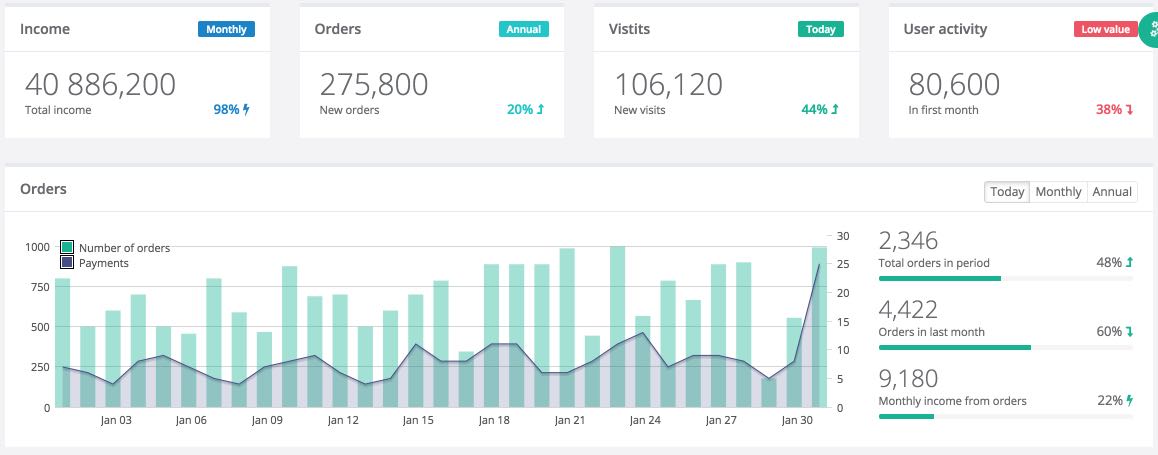 Income Monthly
40 886,200
Total income 98%
Orders Annual
275,800
New orders 20%
Vistits Today
106,120
New visits 44%
User activity Low value
80,600
In first month 38%
Orders
Today Monthly Annual
Number of orders
Payments
1000
750
500
250
0
30
25
20
15
10
5
0
Jan 03 Jan 06 Jan 09 Jan 12 Jan 15 Jan 18 Jan 21 Jan 24 Jan 27 Jan 30
2,346
Total orders in period 48%
4,422
Orders in last month 60%
9,180
Monthly income from orders 22%